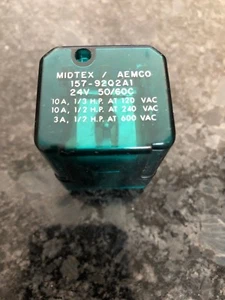 MIDTEX / AEMCO
157-92Q2A1
24V 50/60C
10A, 1/3 H.P. AT 120 VAC
10A, 1/2 H.P. AT 240 VAC
3A, 1/2 H.P. AT 600 VAC